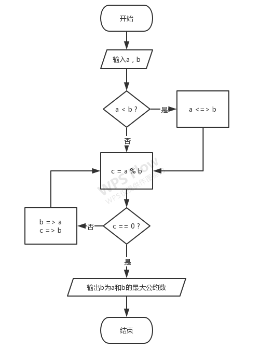 开始
输入a，b
a < b ?
是
a <=> b
否
c = a % b
b => a
c => b
否
c == 0 ?
是
输出b为a和b的最大公约数
结束